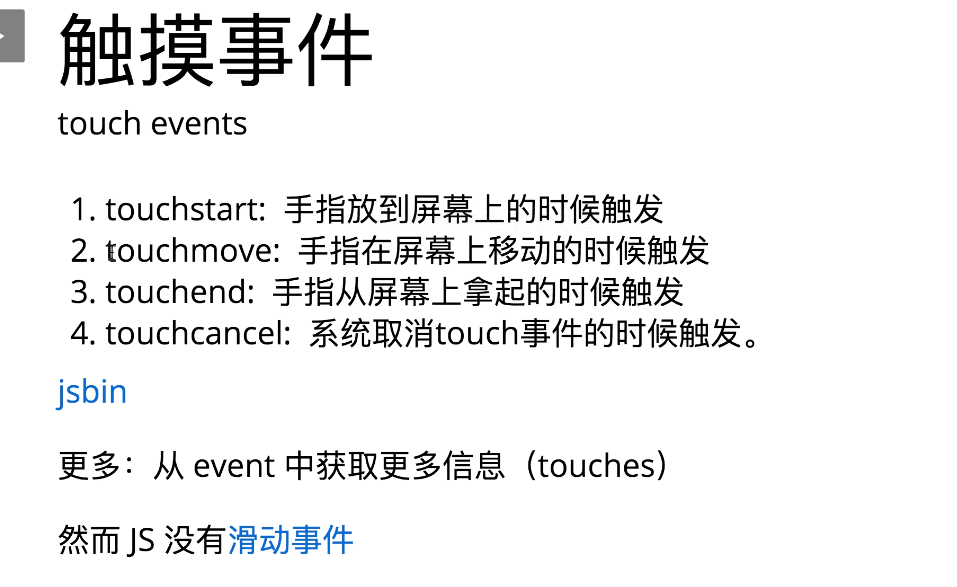 触摸事件
touch events
1. touchstart: 手指放到屏幕上的时候触发
2. touchmove: 手指在屏幕上移动的时候触发
3. touchend: 手指从屏幕上拿起的时候触发
4. touchcancel: 系统取消touch事件的时候触发。
jsbin
更多：从 event 中获取更多信息（touches）
然而 JS 没有滑动事件